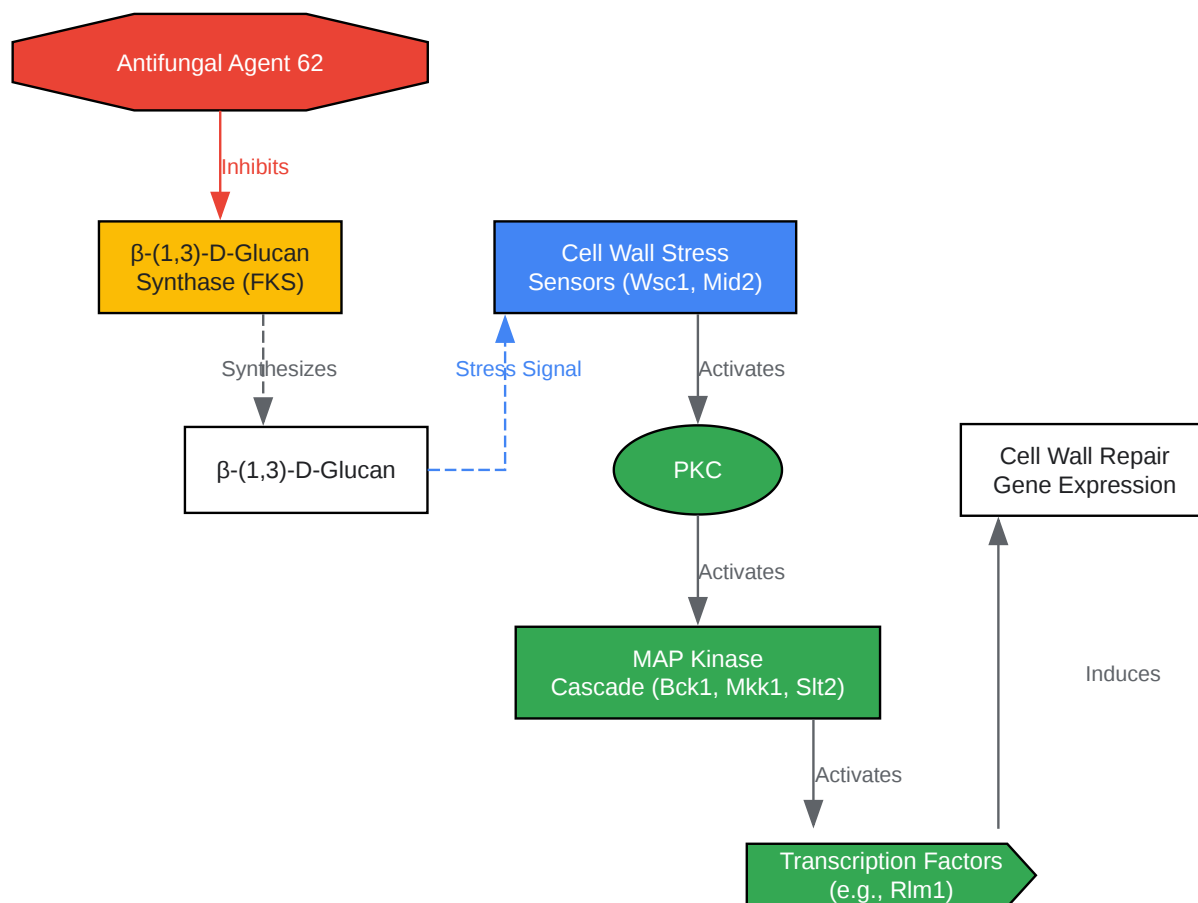 Antifungal Agent 62
Inhibits
β-(1,3)-D-Glucan
Synthase (FKS)
Cell Wall Stress
Sensors (Wsc1, Mid2)
Synthesizes
Stress Signal
Activates
β-(1,3)-D-Glucan
PKC
Cell Wall Repair
Gene Expression
Activates
MAP Kinase
Cascade (Bck1, Mkk1, Slt2)
Induces
Activates
Transcription Factors
(e.g., Rlm1)